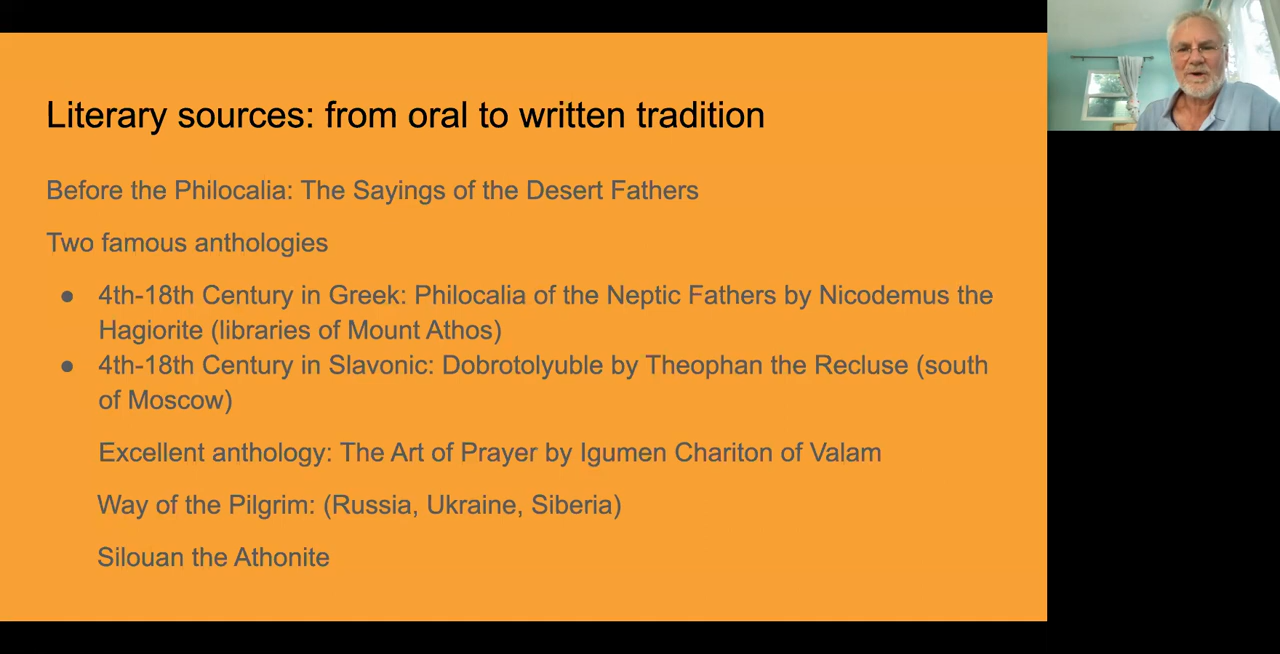 Literary sources: from oral to written tradition
Before the Philocalia: The Sayings of the Desert Fathers
Two famous anthologies
● 4th-18th Century in Greek: Philocalia of the Neptic Fathers by Nicodemus the
Hagiorite (libraries of Mount Athos)
● 4th-18th Century in Slavonic: Dobrotolyuble by Theophan the Recluse (south
of Moscow)
Excellent anthology: The Art of Prayer by Igumen Chariton of Valam
Way of the Pilgrim: (Russia, Ukraine, Siberia)
Silouan the Athonite